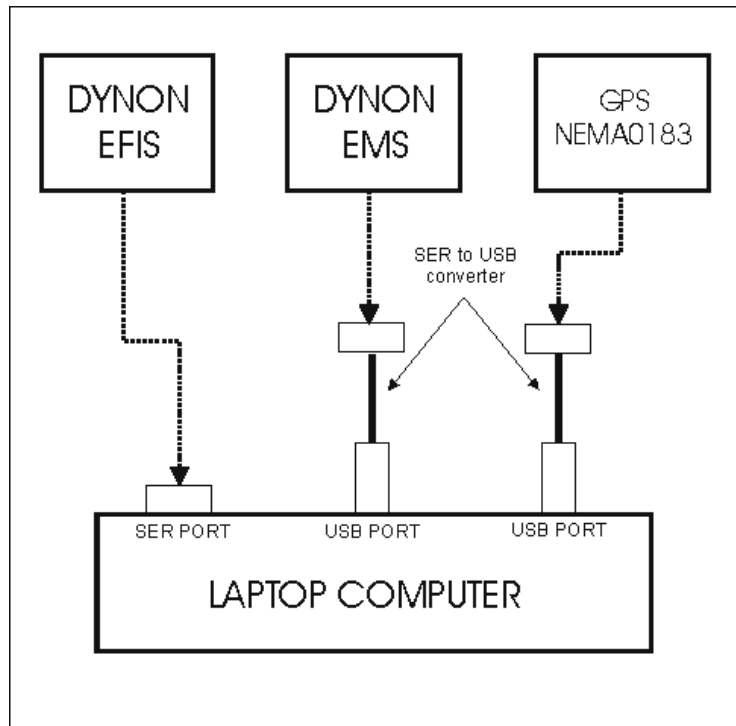 DYNON
EFIS
DYNON
EMS
GPS
NEMA0183
SER to USB
converter
SER PORT
USB PORT
USB PORT
LAPTOP COMPUTER